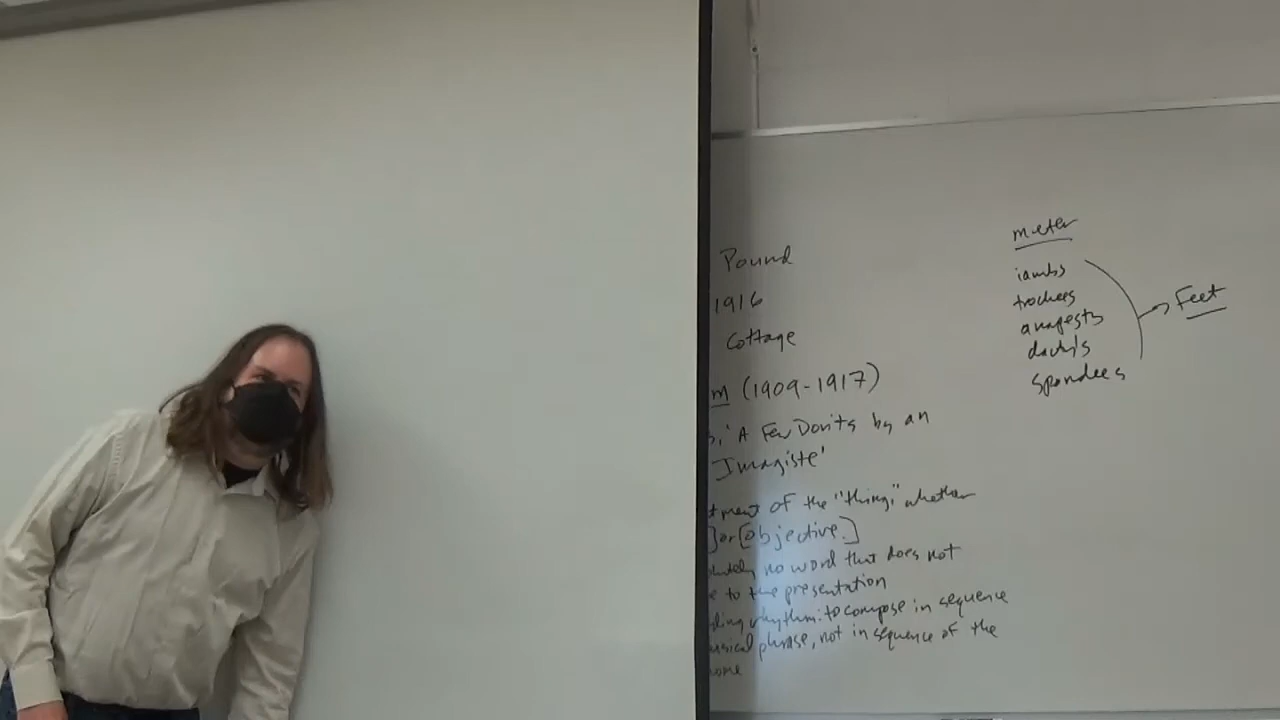 Pound
1916
Cottage
m (1909-1917)
'A Few Don'ts by an
Imagiste'
tment of the "thing," whether
] or [objective.]
no word that does not
e to the presentation
rhythm: to compose in sequence
phrase, not in sequence of the
ome
meter
iambs
trochees
anapests
dactyls
spondees
Feet